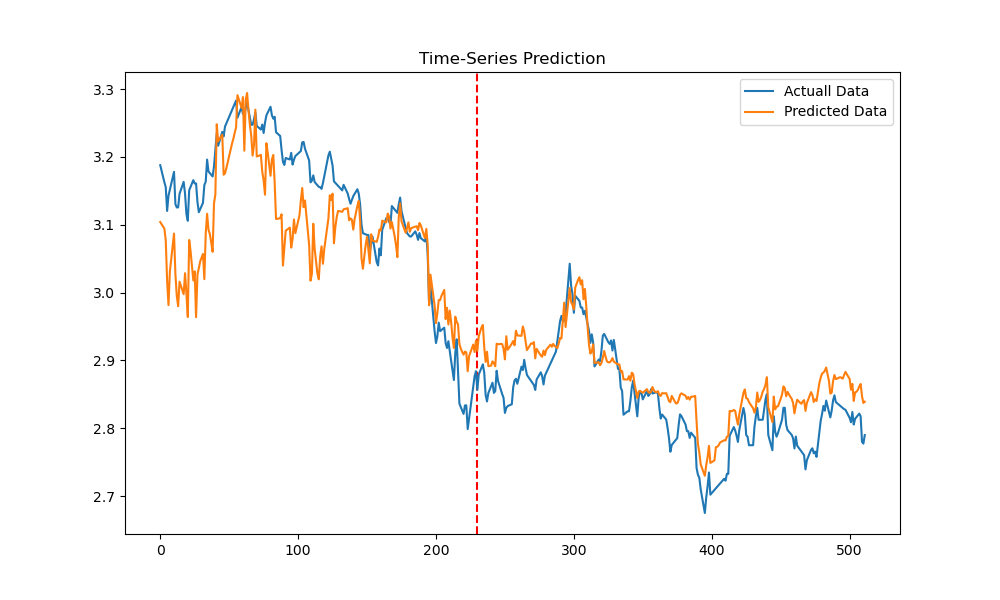 Time-Series Prediction
Actuall Data
Predicted Data
3.3
3.2
3.1
3.0
2.9
2.8
2.7
0 100 200 300 400 500